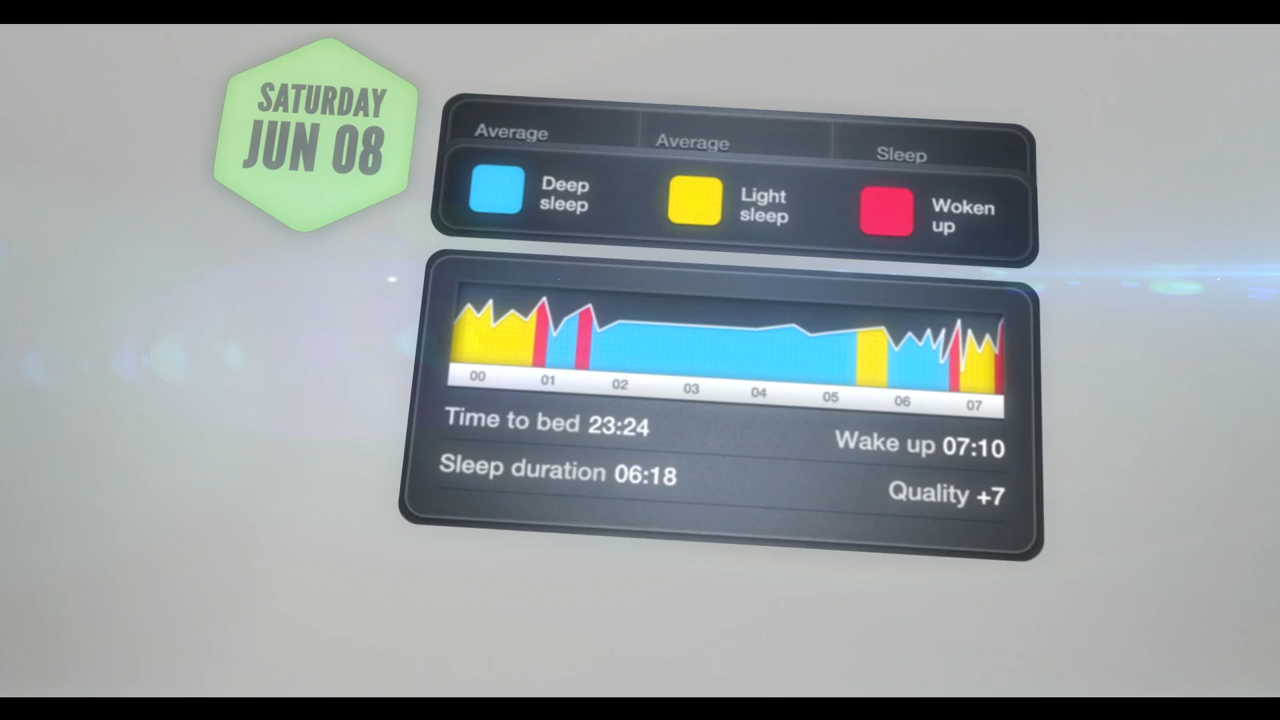 SATURDAY
JUN 08
Average Average Sleep
Deep
sleep
Light
sleep
Woken
up
00 01 02 03 04 05 06 07
Time to bed 23:24
Wake up 07:10
Sleep duration 06:18
Quality +7